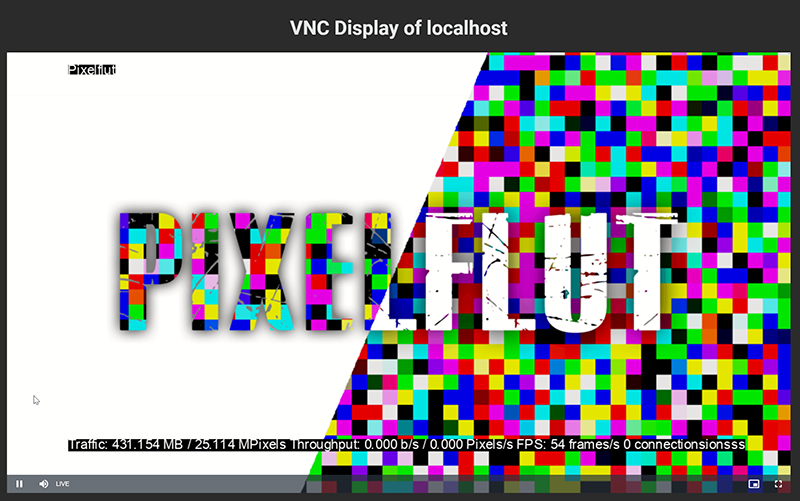 VNC Display of localhost
Pixelflut
PIXELFLUT
Traffic: 431.154 MB / 25.114 MPixels Throughput: 0.000 b/s / 0.000 Pixels/s FPS: 54 frames/s 0 connectionsionsss
LIVE